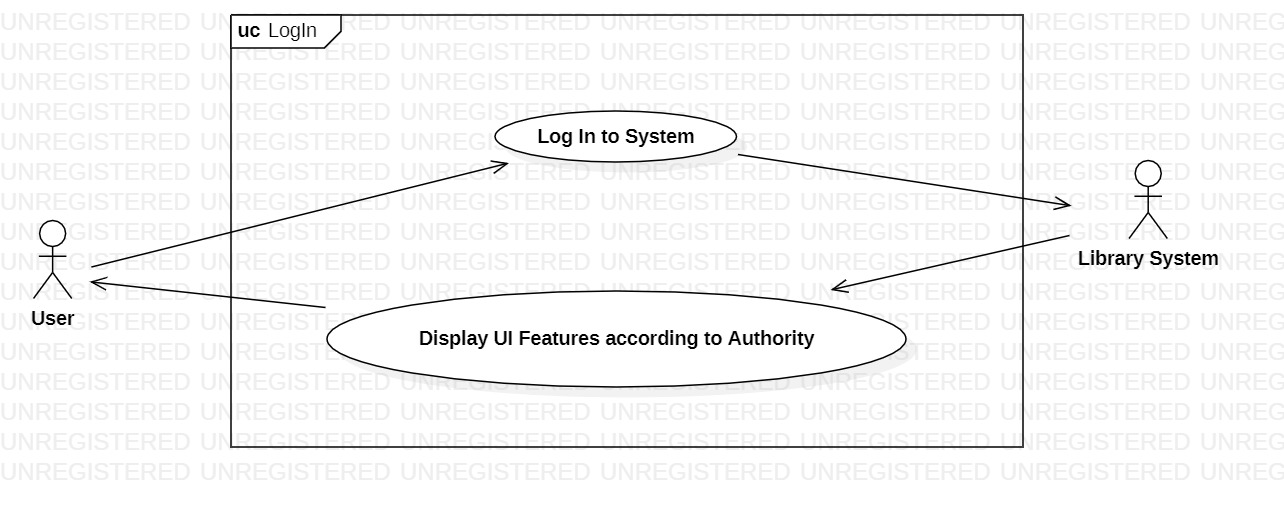 uc LogIn
Log In to System
User
Library System
Display UI Features according to Authority
UNREGISTERED UNREGISTERED UNREGISTERED UNREGISTERED UNREGISTERED UNREGISTERED UNREG